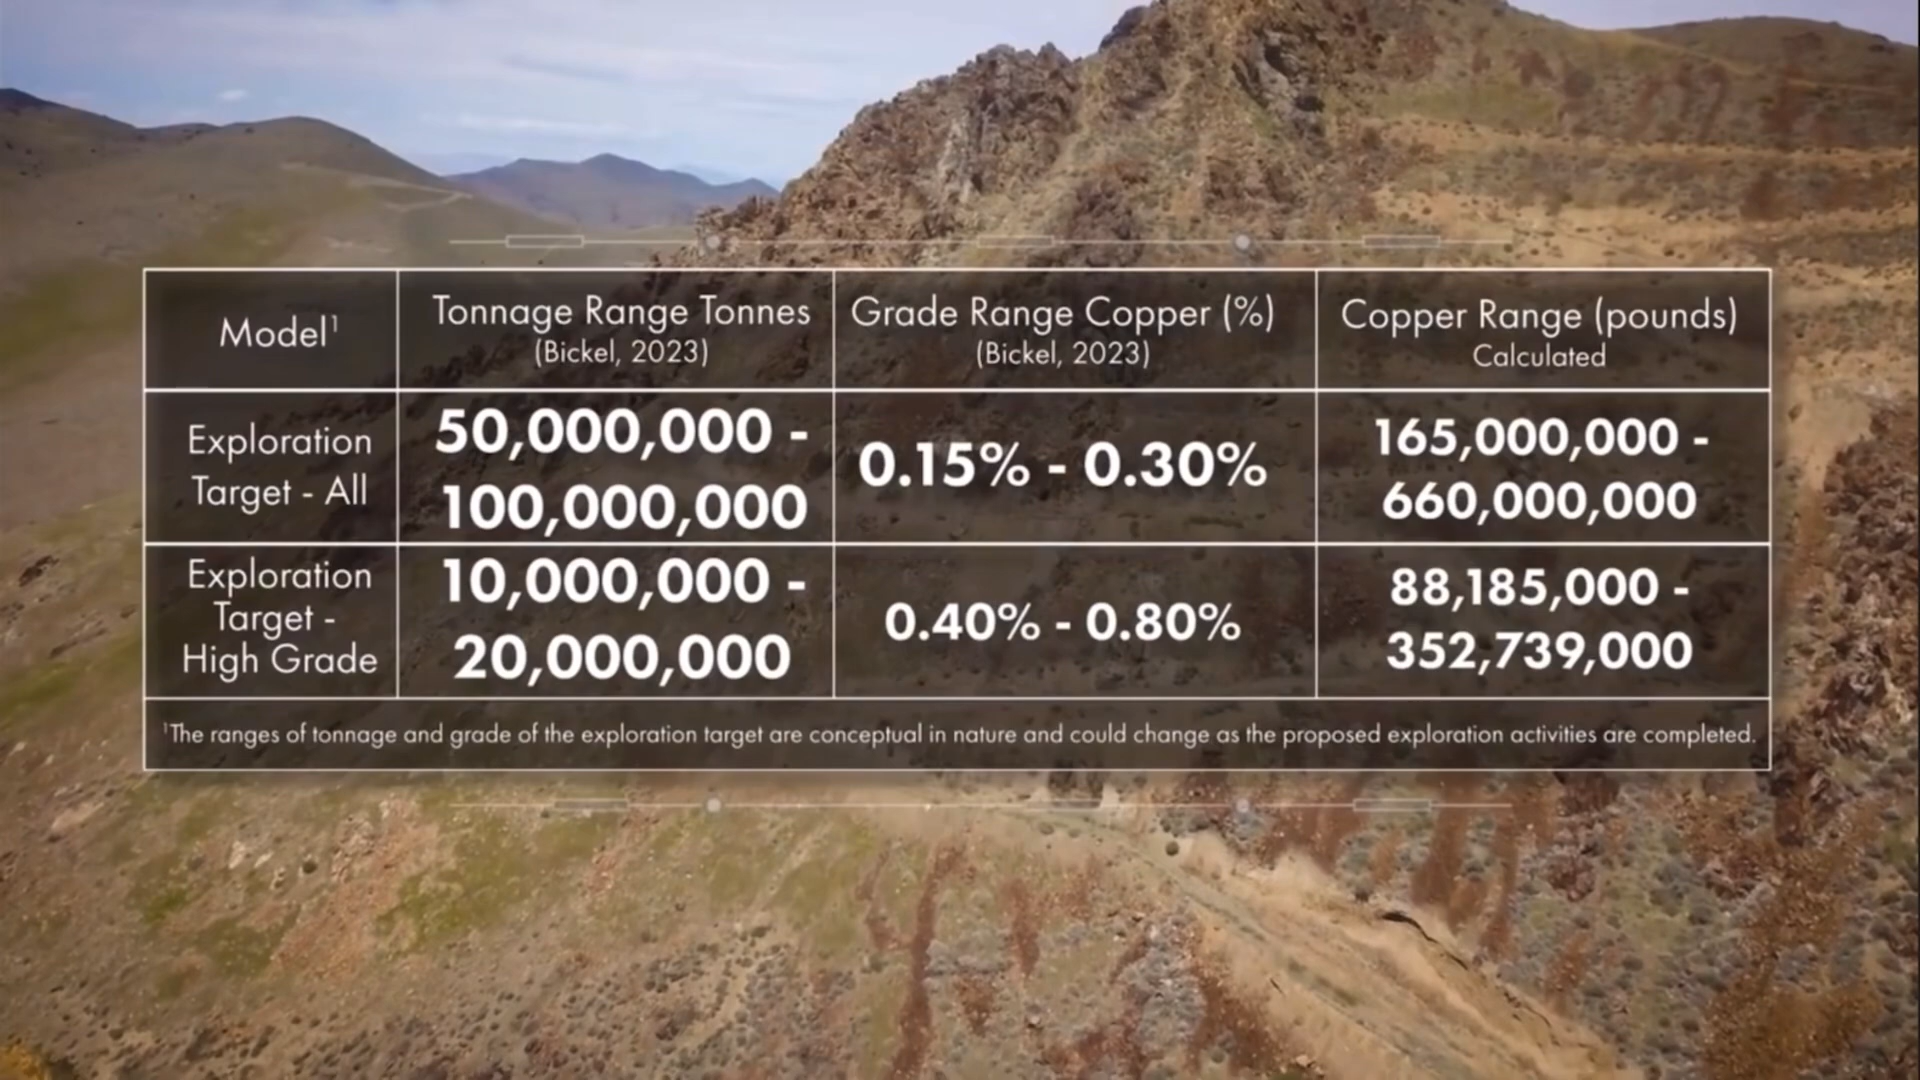 Model¹
Tonnage Range Tonnes
(Bickel, 2023)
Grade Range Copper (%)
(Bickel, 2023)
Copper Range (pounds)
Calculated
Exploration
Target - All
50,000,000 -
100,000,000
0.15% - 0.30%
165,000,000 -
660,000,000
Exploration
Target -
High Grade
10,000,000 -
20,000,000
0.40% - 0.80%
88,185,000 -
352,739,000
¹The ranges of tonnage and grade of the exploration target are conceptual in nature and could change as the proposed exploration activities are completed.